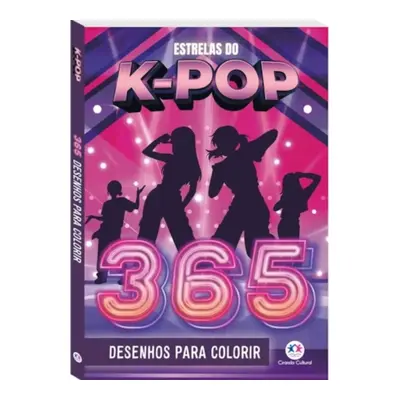 ESTRELAS DO
K-POP
365
DESENHOS PARA COLORIR
Ciranda Cultural
K-POP
365 DESENHOS PARA COLORIR